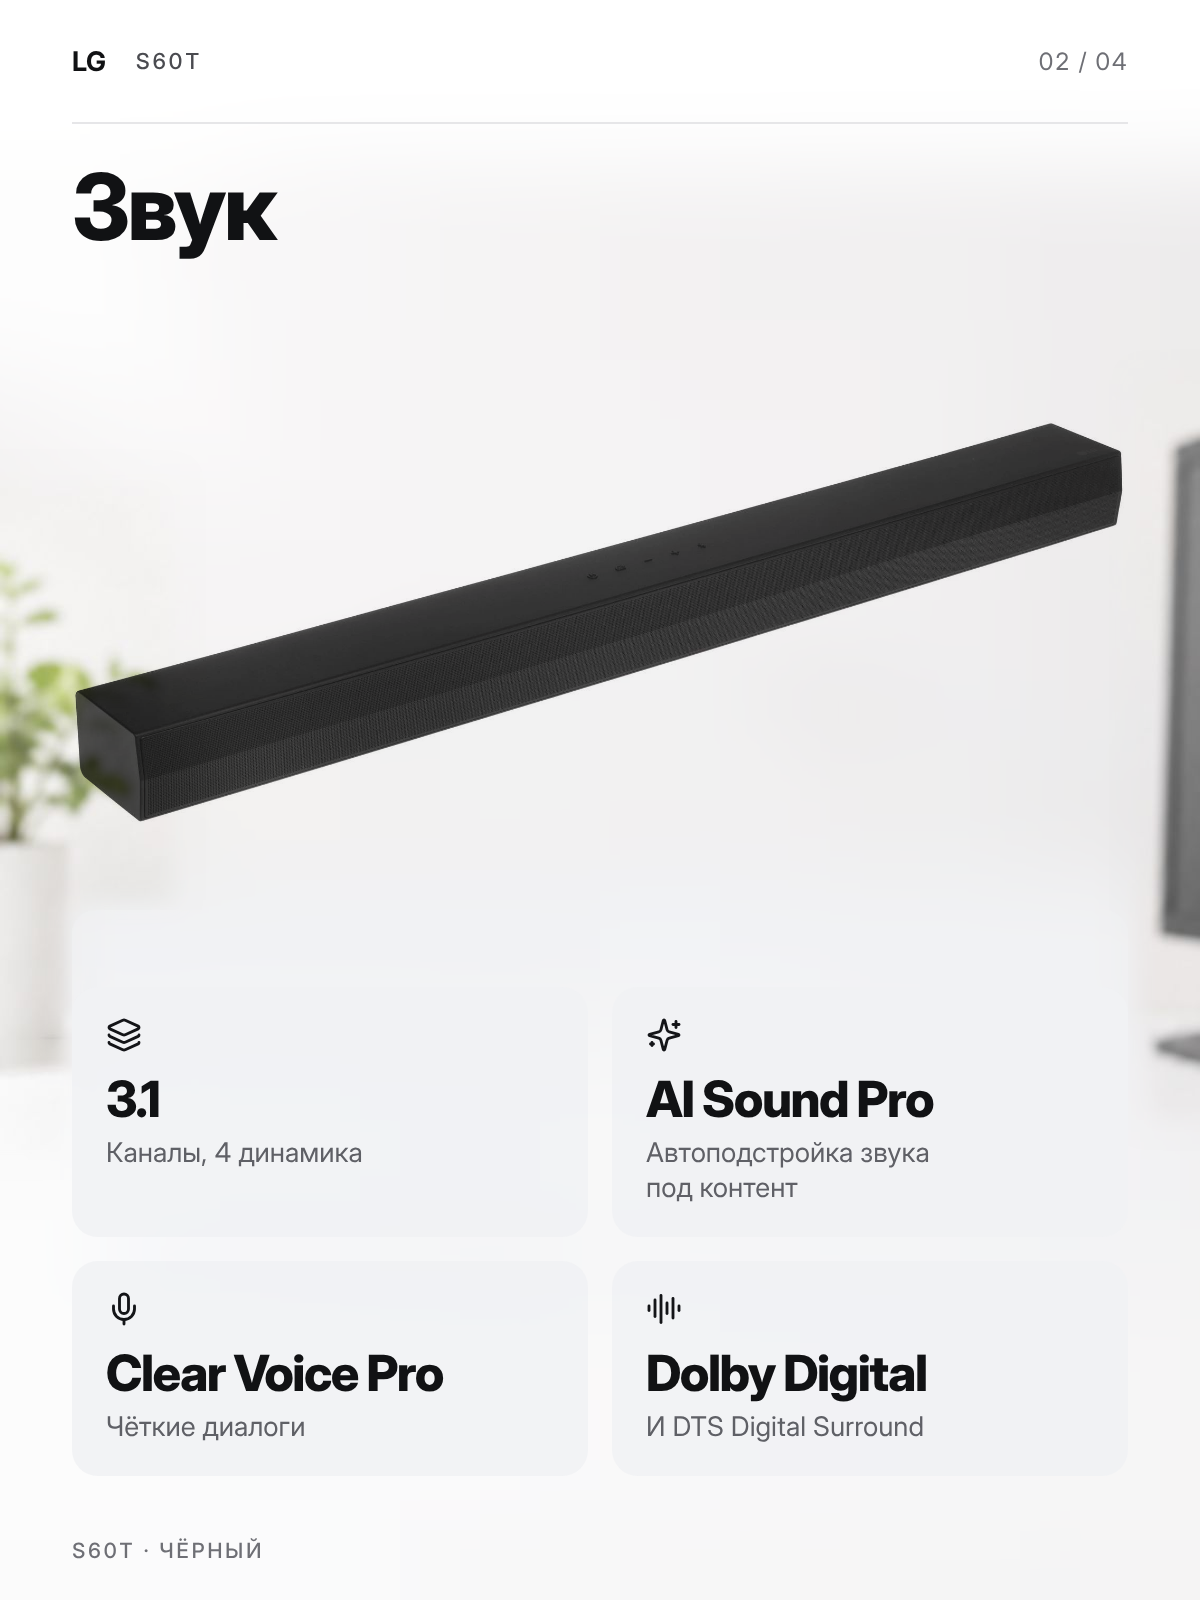 LG S60T
02 / 04
Звук
3.1
Каналы, 4 динамика
AI Sound Pro
Автоподстройка звука
под контент
Clear Voice Pro
Чёткие диалоги
Dolby Digital
И DTS Digital Surround
S60T · ЧЁРНЫЙ